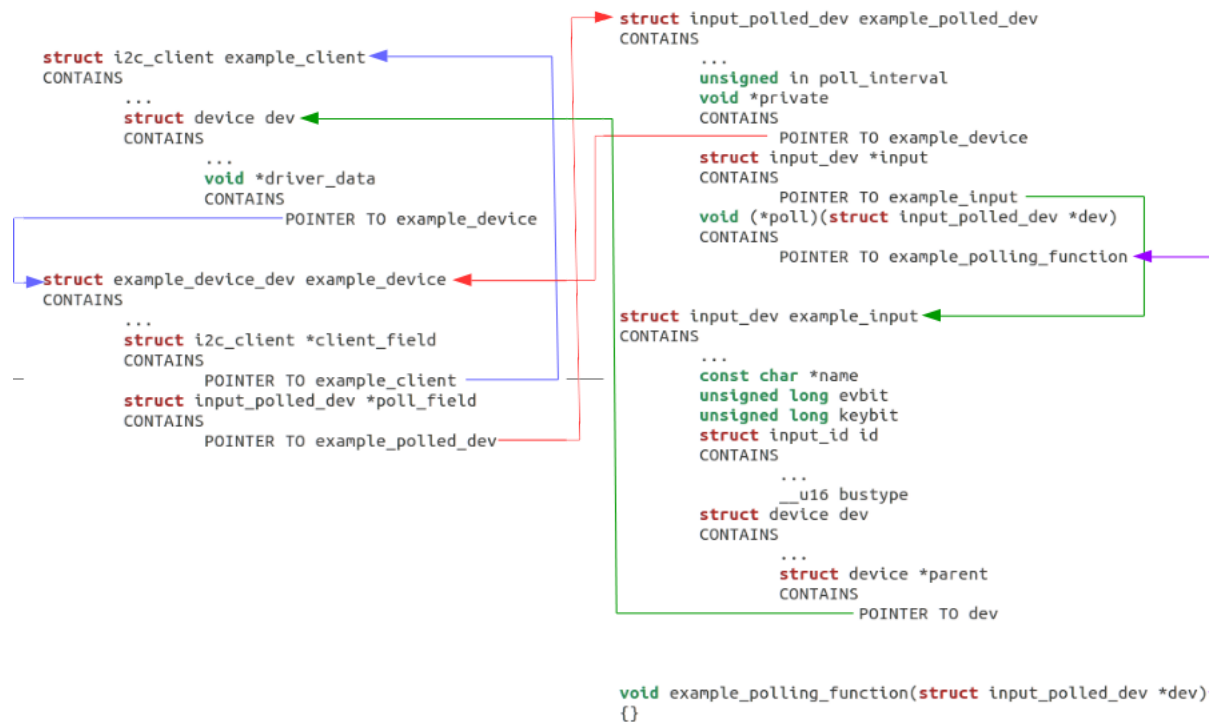 struct i2c_client example_client
CONTAINS
...
struct device dev
CONTAINS
...
void *driver_data
CONTAINS
POINTER TO example_device
struct example_device_dev example_device
CONTAINS
...
struct i2c_client *client_field
CONTAINS
POINTER TO example_client
struct input_polled_dev *poll_field
CONTAINS
POINTER TO example_polled_dev
struct input_polled_dev example_polled_dev
CONTAINS
...
unsigned in poll_interval
void *private
CONTAINS
POINTER TO example_device
struct input_dev *input
CONTAINS
POINTER TO example_input
void (*poll)(struct input_polled_dev *dev)
CONTAINS
POINTER TO example_polling_function
struct input_dev example_input
CONTAINS
...
const char *name
unsigned long evbit
unsigned long keybit
struct input_id id
CONTAINS
...
__u16 bustype
struct device dev
CONTAINS
...
struct device *parent
CONTAINS
POINTER TO dev
void example_polling_function(struct input_polled_dev *dev)
{}